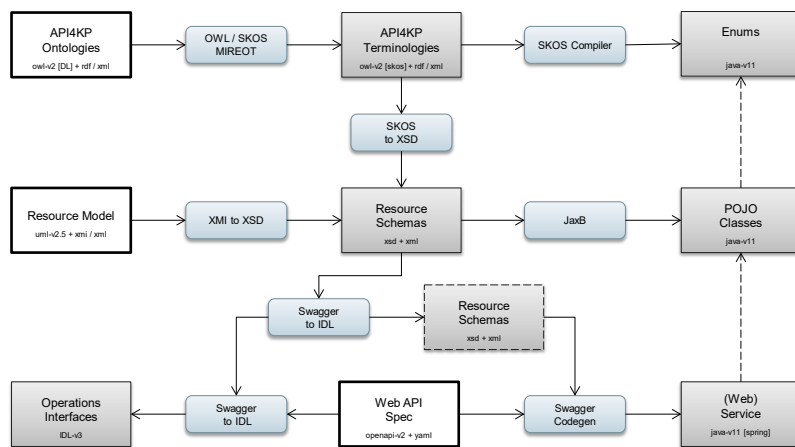 API4KP
Ontologies
owl-v2 [DL] + rdf / xml
OWL / SKOS
MIREOT
API4KP
Terminologies
owl-v2 [skos] + rdf / xml
SKOS Compiler
Enums
java-v11
SKOS
to XSD
Resource Model
uml-v2.5 + xmi / xml
XMI to XSD
Resource
Schemas
xsd + xml
JaxB
POJO
Classes
java-v11
Swagger
to IDL
Resource
Schemas
xsd + xml
Operations
Interfaces
IDL-v3
Swagger
to IDL
Web API
Spec
openapi-v2 + yaml
Swagger
Codegen
(Web)
Service
java-v11 [spring]